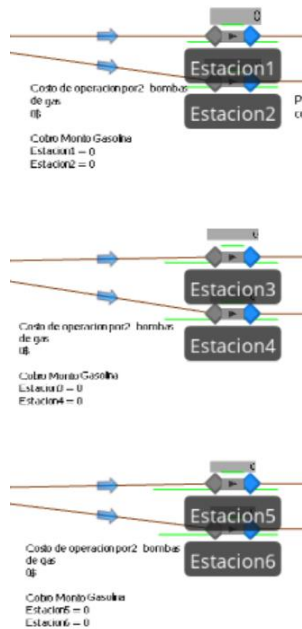 0
Estacion1
Costo de operacion por2 bombas
de gas
0$
Estacion2
Cobro Monto Gasolina
Estacion1 = 0
Estacion2 = 0
0
Estacion3
Costo de operacion por2 bombas
de gas
0$
Estacion4
Cobro Monto Gasolina
Estacion3 = 0
Estacion4 = 0
0
Estacion5
Costo de operacion por2 bombas
de gas
0$
Estacion6
Cobro Monto Gasolina
Estacion5 = 0
Estacion6 = 0